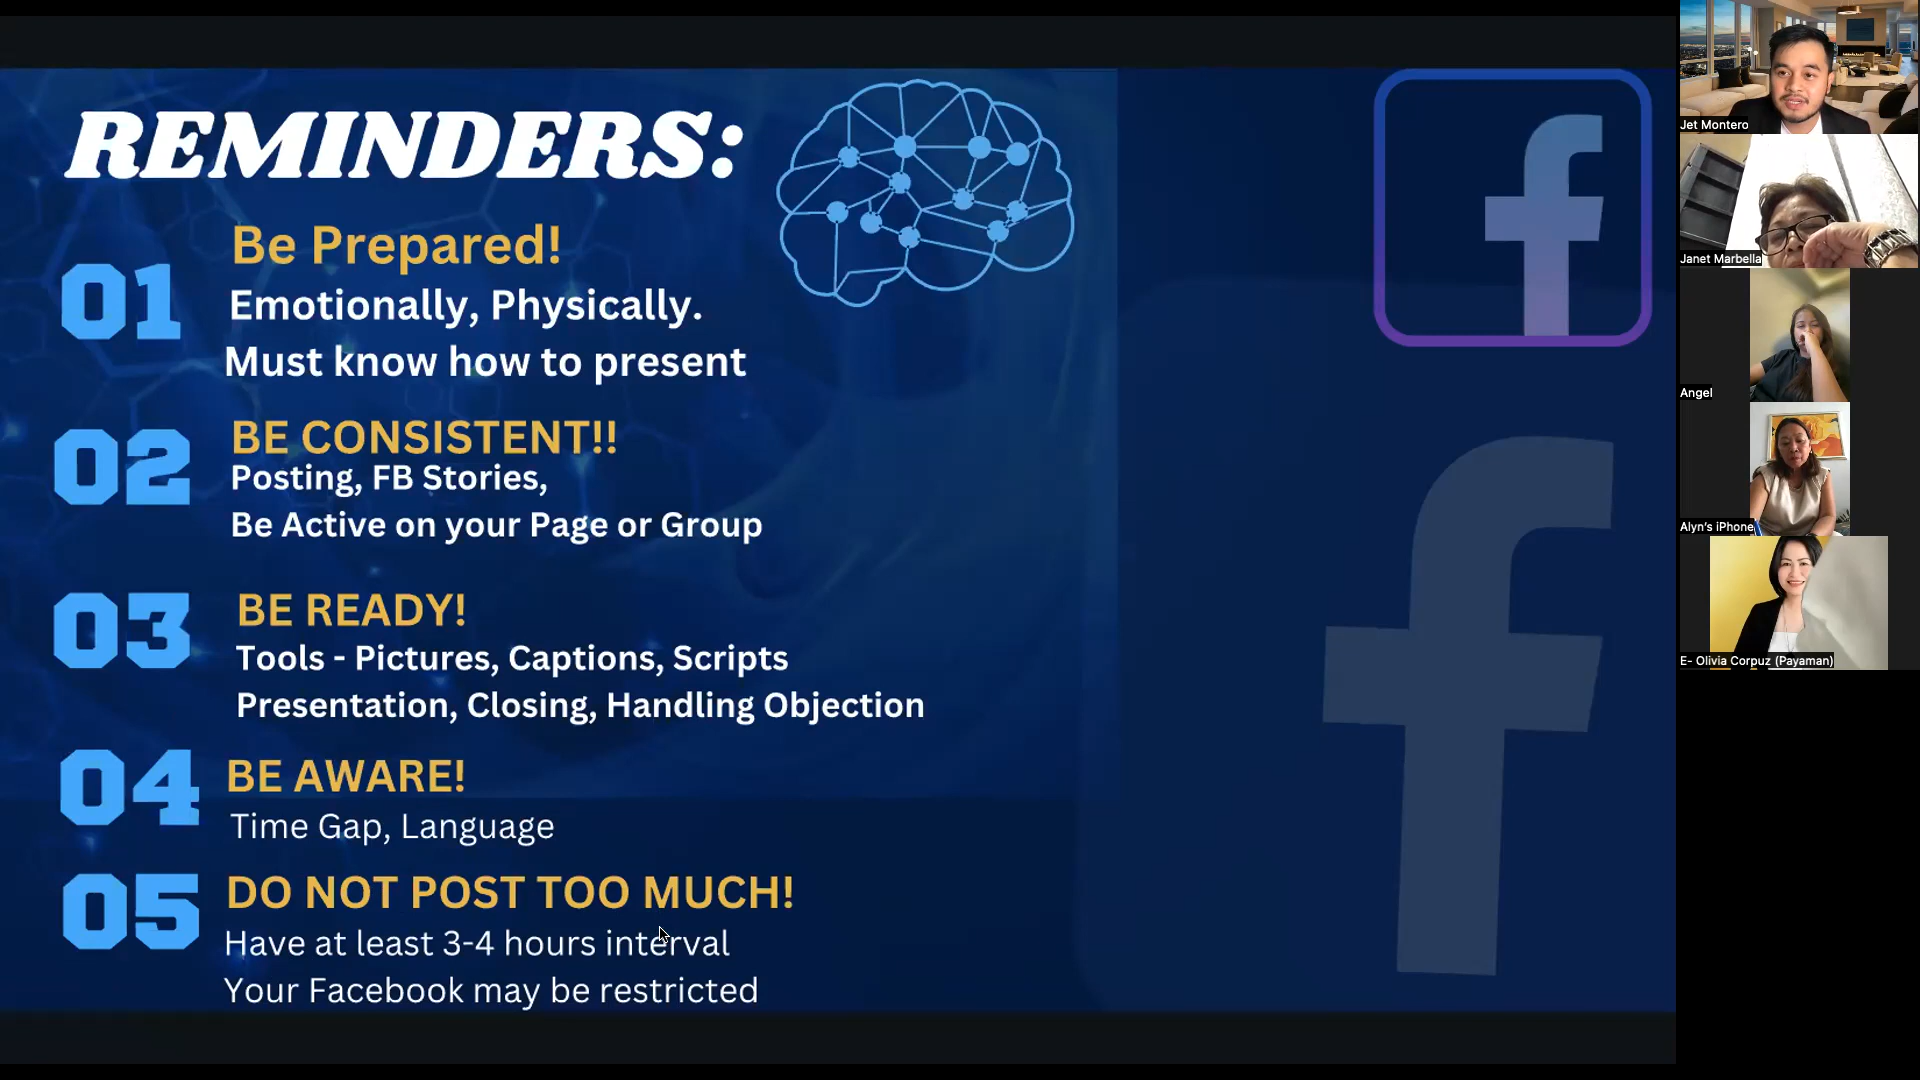 REMINDERS:
01
Be Prepared!
Emotionally, Physically.
Must know how to present
02
BE CONSISTENT!!
Posting, FB Stories,
Be Active on your Page or Group
03
BE READY!
Tools - Pictures, Captions, Scripts
Presentation, Closing, Handling Objection
04
BE AWARE!
Time Gap, Language
05
DO NOT POST TOO MUCH!
Have at least 3-4 hours interval
Your Facebook may be restricted
f
f
Jet Montero
Janet Marbella
Angel
Alyn's iPhone
E- Olivia Corpuz (Payaman)